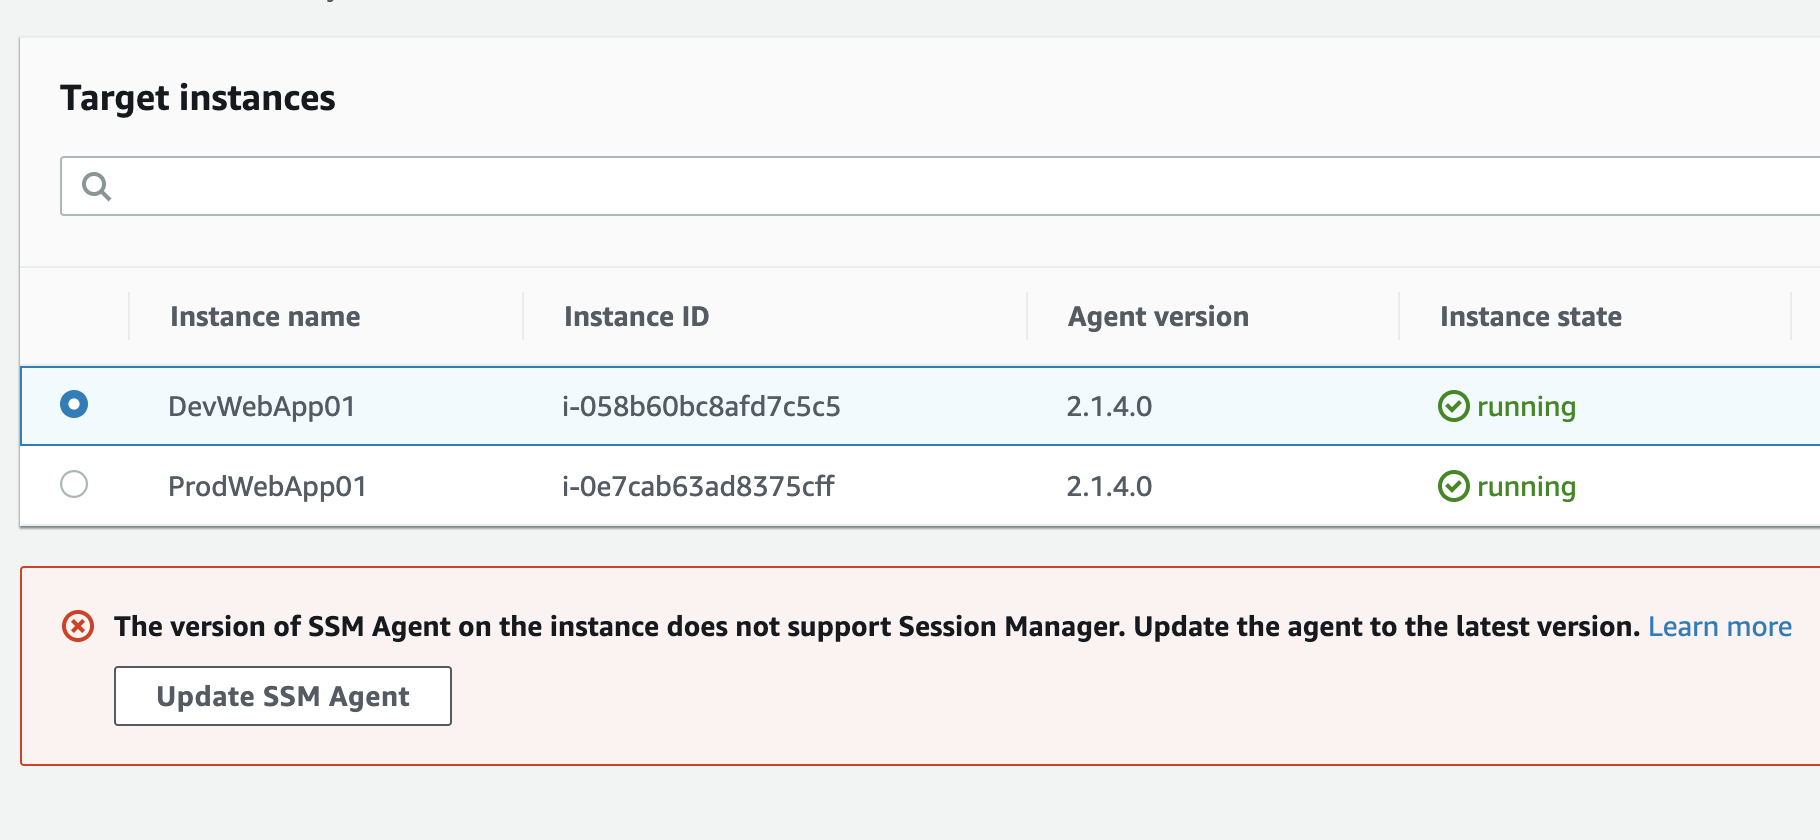 Target instances
Instance name Instance ID Agent version Instance state
DevWebApp01 i-058b60bc8afd7c5c5 2.1.4.0 running
ProdWebApp01 i-0e7cab63ad8375cff 2.1.4.0 running
The version of SSM Agent on the instance does not support Session Manager. Update the agent to the latest version. Learn more
Update SSM Agent